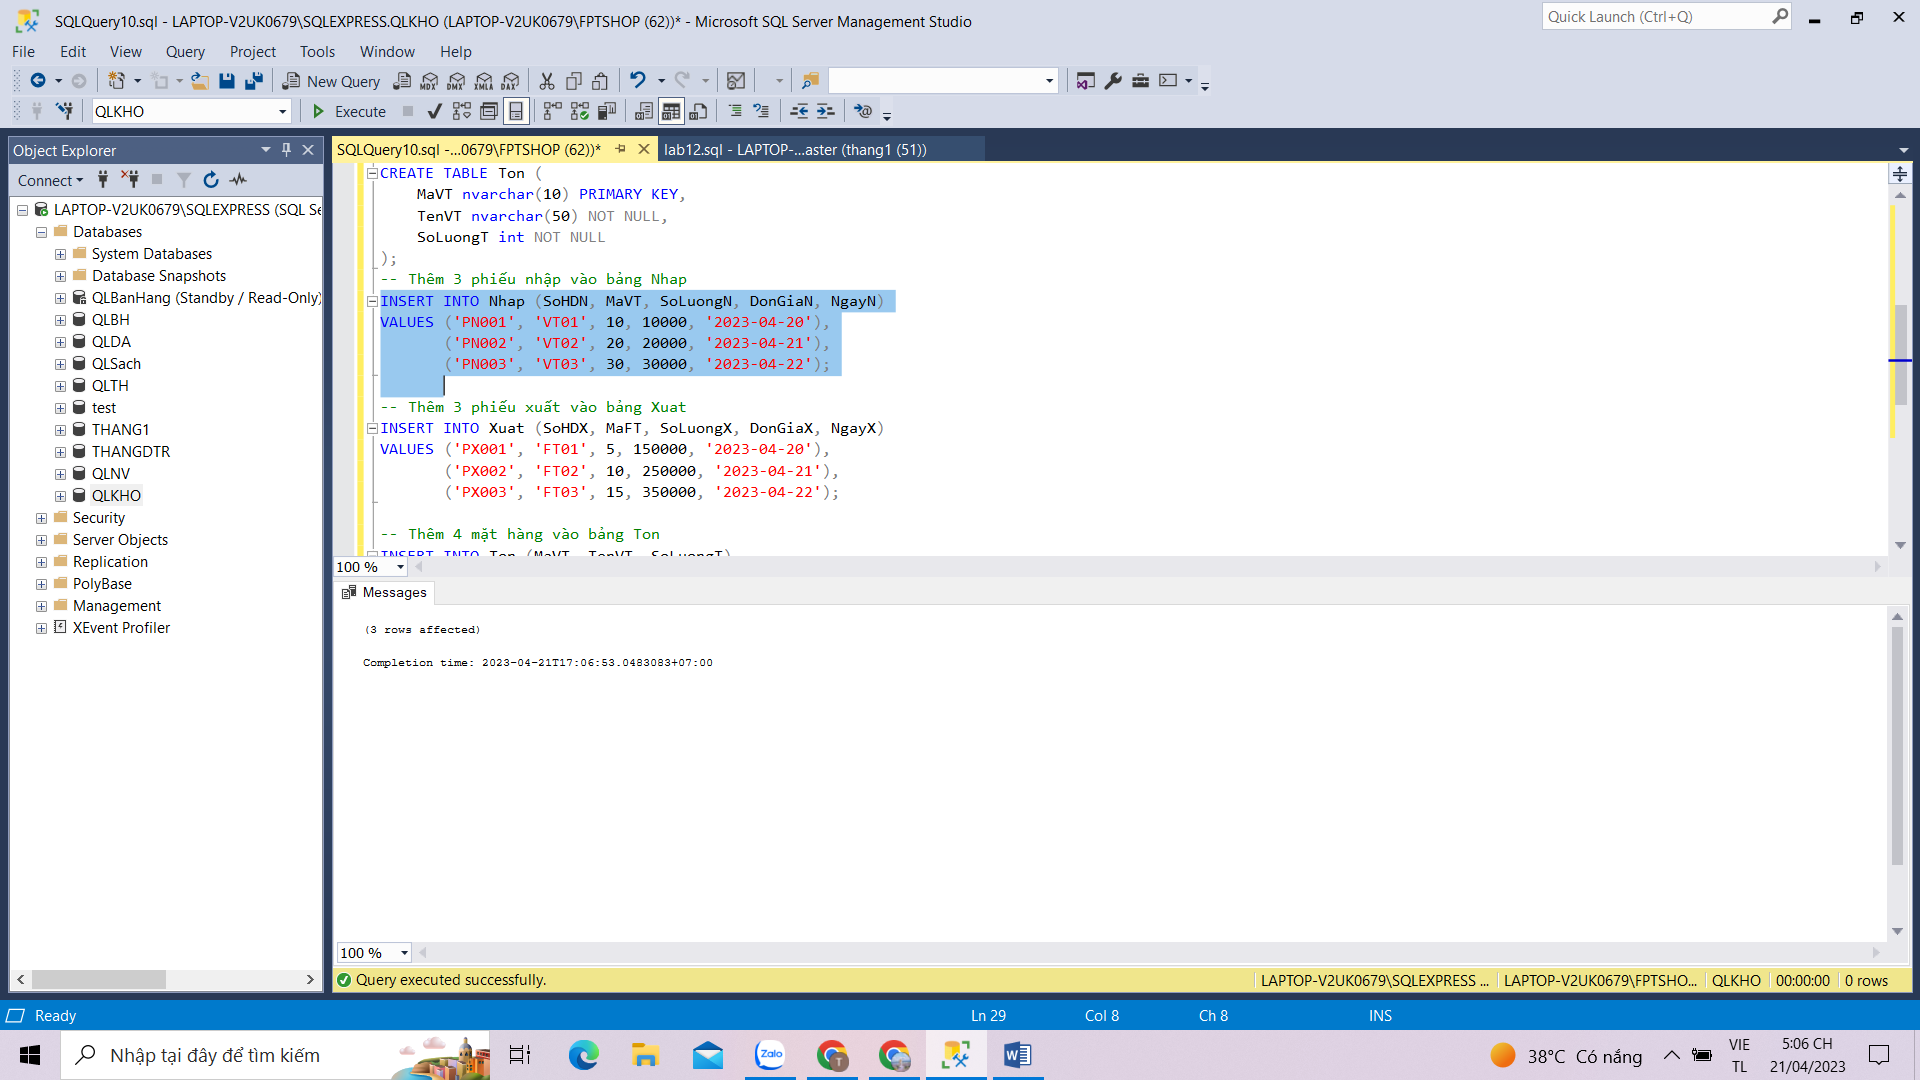 SQLQuery10.sql - LAPTOP-V2UK0679\SQLEXPRESS.QLKHO (LAPTOP-V2UK0679\FPTSHOP (62))* - Microsoft SQL Server Management Studio
Quick Launch (Ctrl+Q)
File Edit View Query Project Tools Window Help
New Query MDX DMX XMLA DAX
QLKHO Execute
Object Explorer
SQLQuery10.sql -...0679\FPTSHOP (62))*
lab12.sql - LAPTOP-...aster (thang1 (51))
Connect
LAPTOP-V2UK0679\SQLEXPRESS (SQL Se
Databases
System Databases
Database Snapshots
QLBanHang (Standby / Read-Only)
QLBH
QLDA
QLSach
QLTH
test
THANG1
THANGDTR
QLNV
QLKHO
Security
Server Objects
Replication
PolyBase
Management
XEvent Profiler
CREATE TABLE Ton (
MaVT nvarchar(10) PRIMARY KEY,
TenVT nvarchar(50) NOT NULL,
SoLuongT int NOT NULL
);
-- Thêm 3 phiếu nhập vào bảng Nhap
INSERT INTO Nhap (SoHDN, MaVT, SoLuongN, DonGiaN, NgayN)
VALUES ('PN001', 'VT01', 10, 10000, '2023-04-20'),
('PN002', 'VT02', 20, 20000, '2023-04-21'),
('PN003', 'VT03', 30, 30000, '2023-04-22');
-- Thêm 3 phiếu xuất vào bảng Xuat
INSERT INTO Xuat (SoHDX, MaFT, SoLuongX, DonGiaX, NgayX)
VALUES ('PX001', 'FT01', 5, 150000, '2023-04-20'),
('PX002', 'FT02', 10, 250000, '2023-04-21'),
('PX003', 'FT03', 15, 350000, '2023-04-22');
-- Thêm 4 mặt hàng vào bảng Ton
INSERT INTO Ton (MaVT, TenVT, SoLuongT)
100 %
Messages
(3 rows affected)
Completion time: 2023-04-21T17:06:53.0483083+07:00
100 %
Query executed successfully.
LAPTOP-V2UK0679\SQLEXPRESS ... LAPTOP-V2UK0679\FPTSHO... QLKHO 00:00:00 0 rows
Ready Ln 29 Col 8 Ch 8 INS
Nhập tại đây để tìm kiếm
Zalo
T
38°C Có nắng
VIE
TL
5:06 CH
21/04/2023